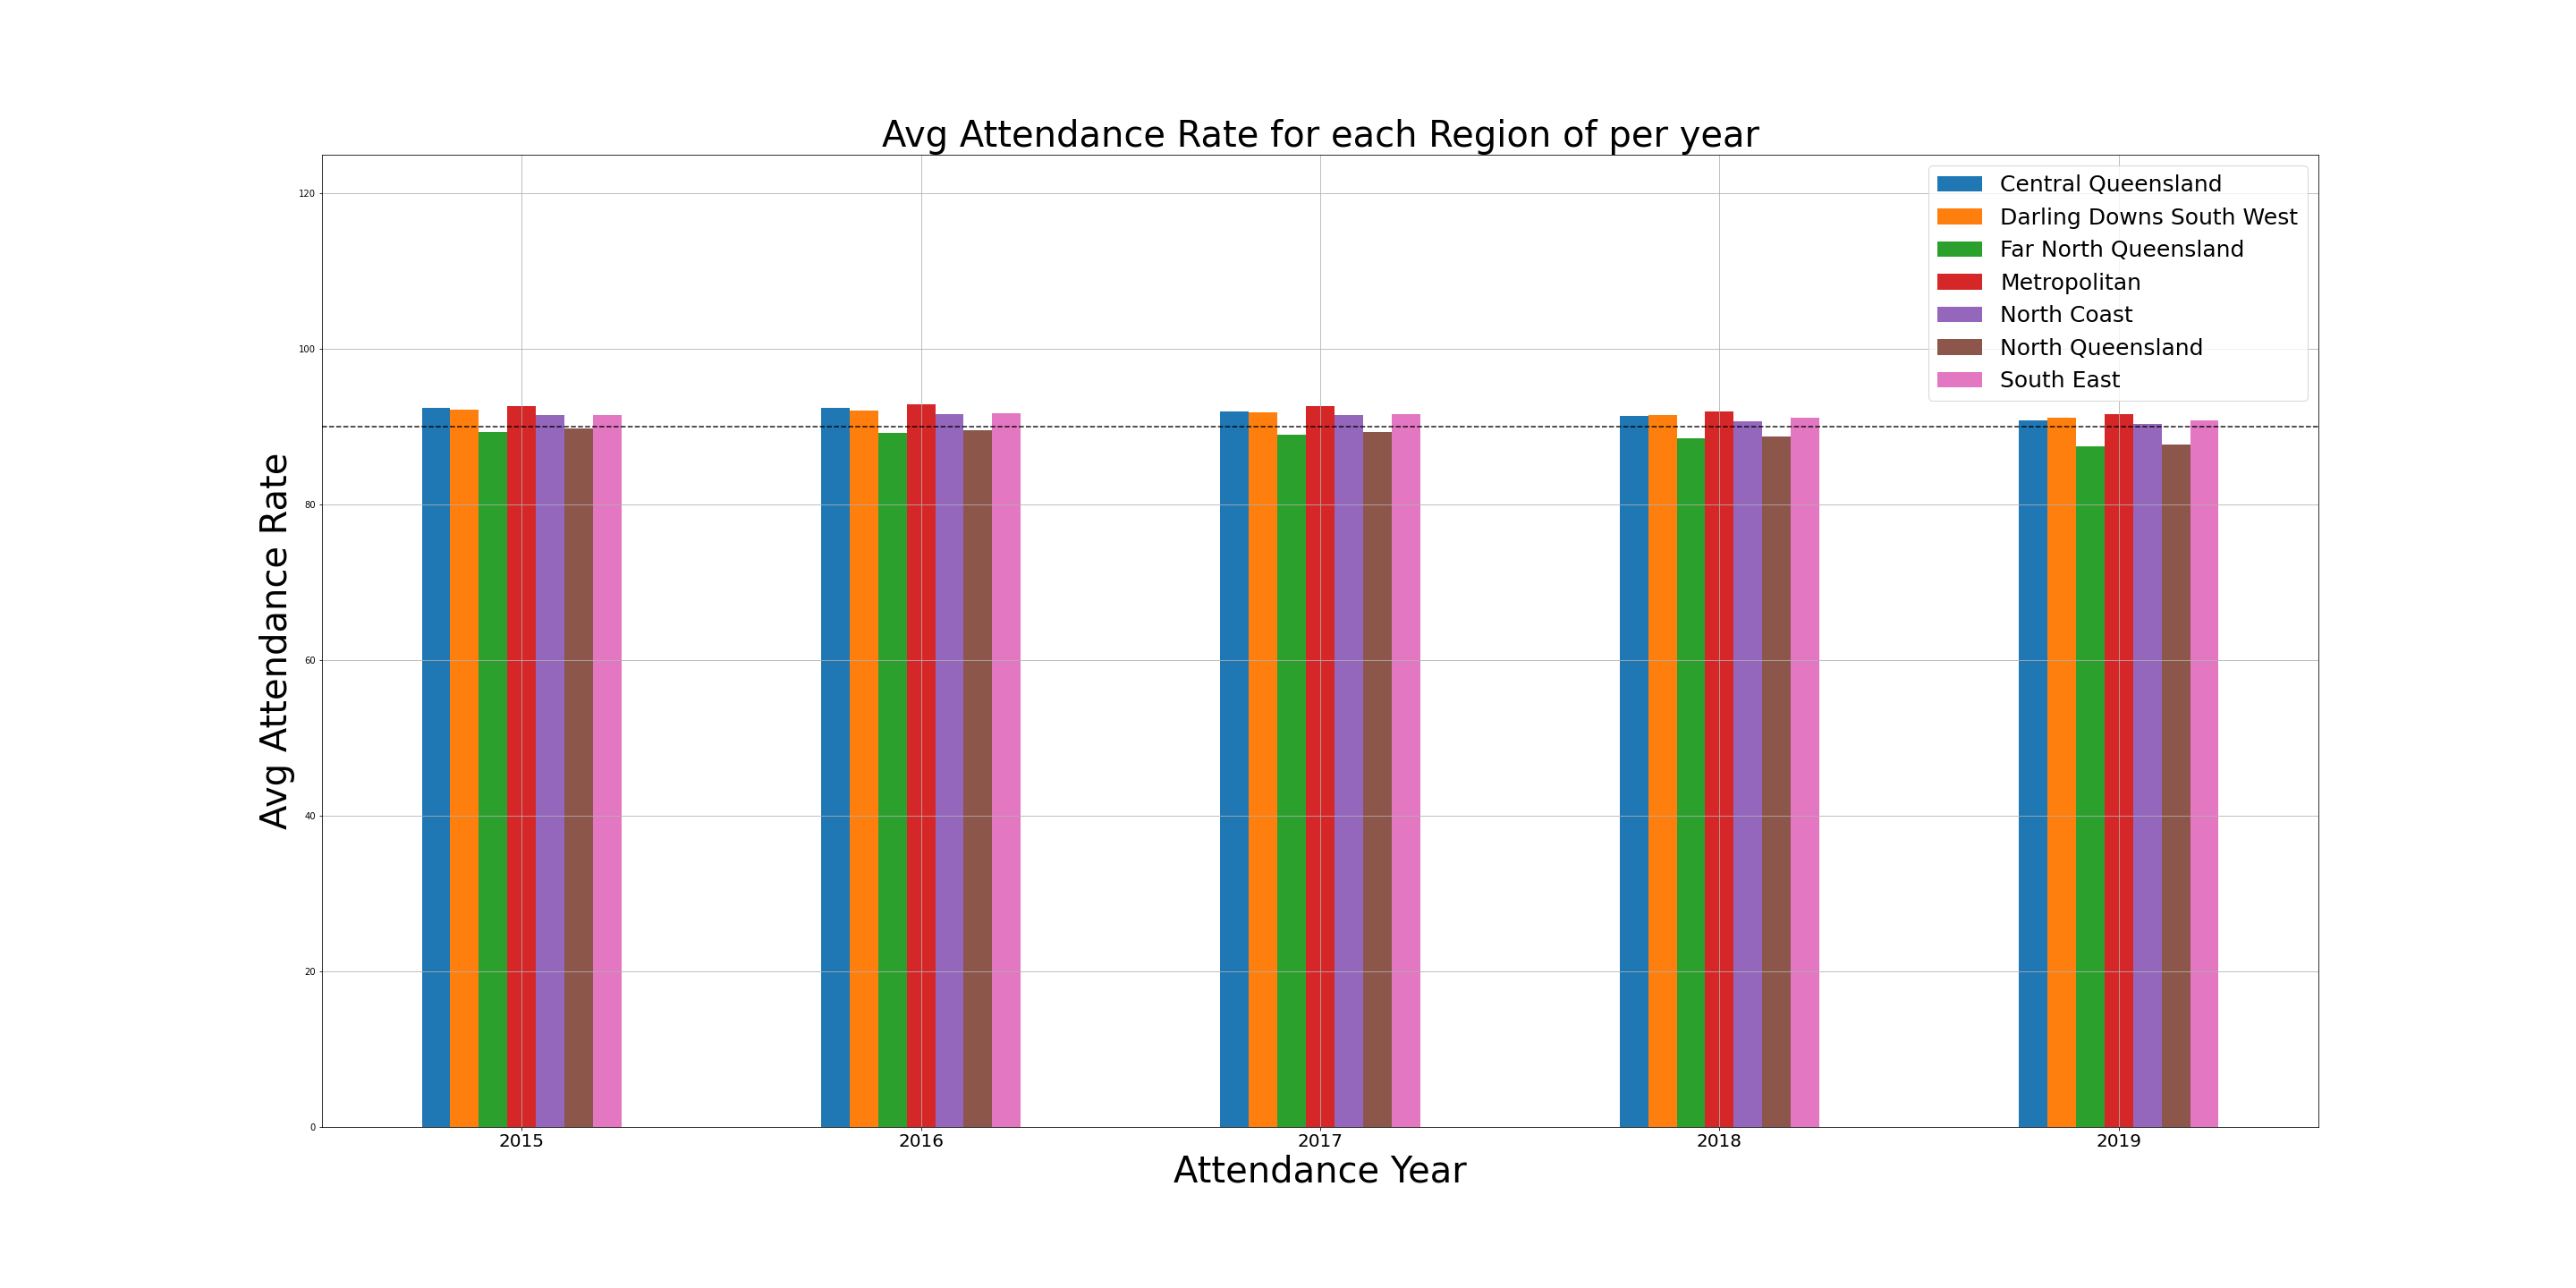 Avg Attendance Rate for each Region of per year
Central Queensland
Darling Downs South West
Far North Queensland
Metropolitan
North Coast
North Queensland
South East
Avg Attendance Rate
120
100
80
60
40
20
0
2015 2016 2017 2018 2019
Attendance Year